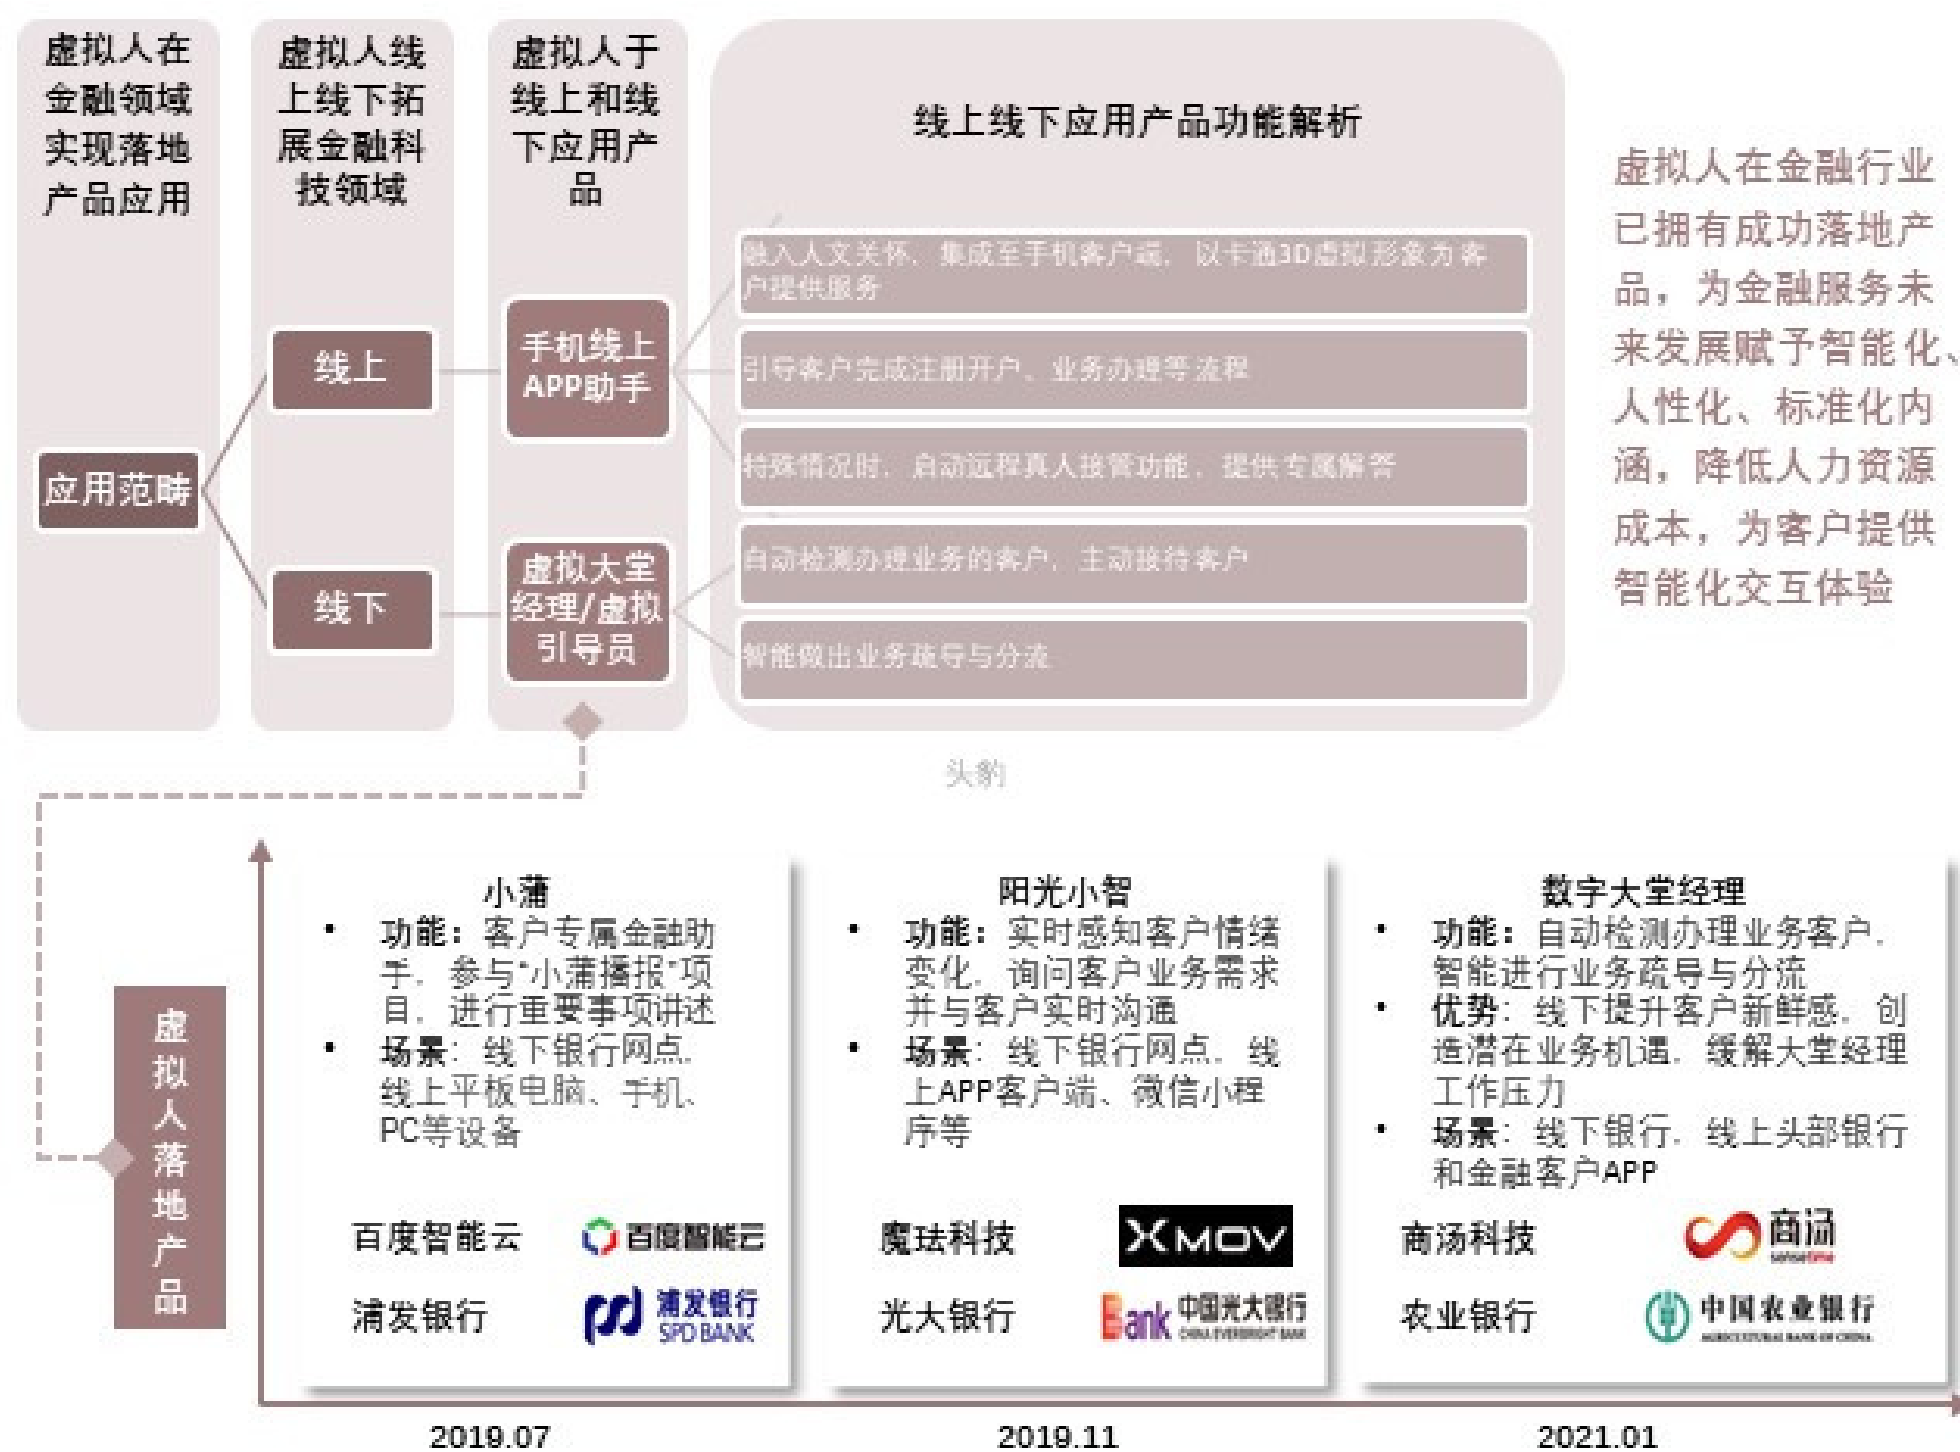 虚拟人在
金融领域
实现落地
产品应用
虚拟人线
上线下拓
展金融科
技领域
虚拟人于
线上和线
下应用产
品
线上线下应用产品功能解析
应用范畴
线上
线下
手机线上
APP助手
虚拟大堂
经理/虚拟
引导员
融入人文关怀，集成至手机客户端，以卡通3D虚拟形象为客
户提供服务
引导客户完成注册开户、业务办理等流程
特殊情况时，启动远程真人接管功能，提供专属解答
自动检测办理业务的客户，主动接待客户
智能做出业务疏导与分流
虚拟人在金融行业
已拥有成功落地产
品，为金融服务未
来发展赋予智能化、
人性化、标准化内
涵，降低人力资源
成本，为客户提供
智能化交互体验
头豹
虚
拟
人
落
地
产
品
小蒲
• 功能：客户专属金融助
手，参与“小蒲播报”项
目，进行重要事项讲述
• 场景：线下银行网点，
线上平板电脑、手机、
PC等设备
百度智能云
百度智能云
浦发银行
浦发银行
SPD BANK
2019.07
阳光小智
• 功能：实时感知客户情绪
变化，询问客户业务需求
并与客户实时沟通
• 场景：线下银行网点，线
上APP客户端、微信小程
序等
魔珐科技
XMOV
光大银行
Bank 中国光大银行
CHINA EVERBRIGHT BANK
2019.11
数字大堂经理
• 功能：自动检测办理业务客户，
智能进行业务疏导与分流
• 优势：线下提升客户新鲜感，创
造潜在业务机遇，缓解大堂经理
工作压力
• 场景：线下银行，线上头部银行
和金融客户APP
商汤科技
商汤
sensetime
农业银行
中国农业银行
AGRICULTURAL BANK OF CHINA
2021.01